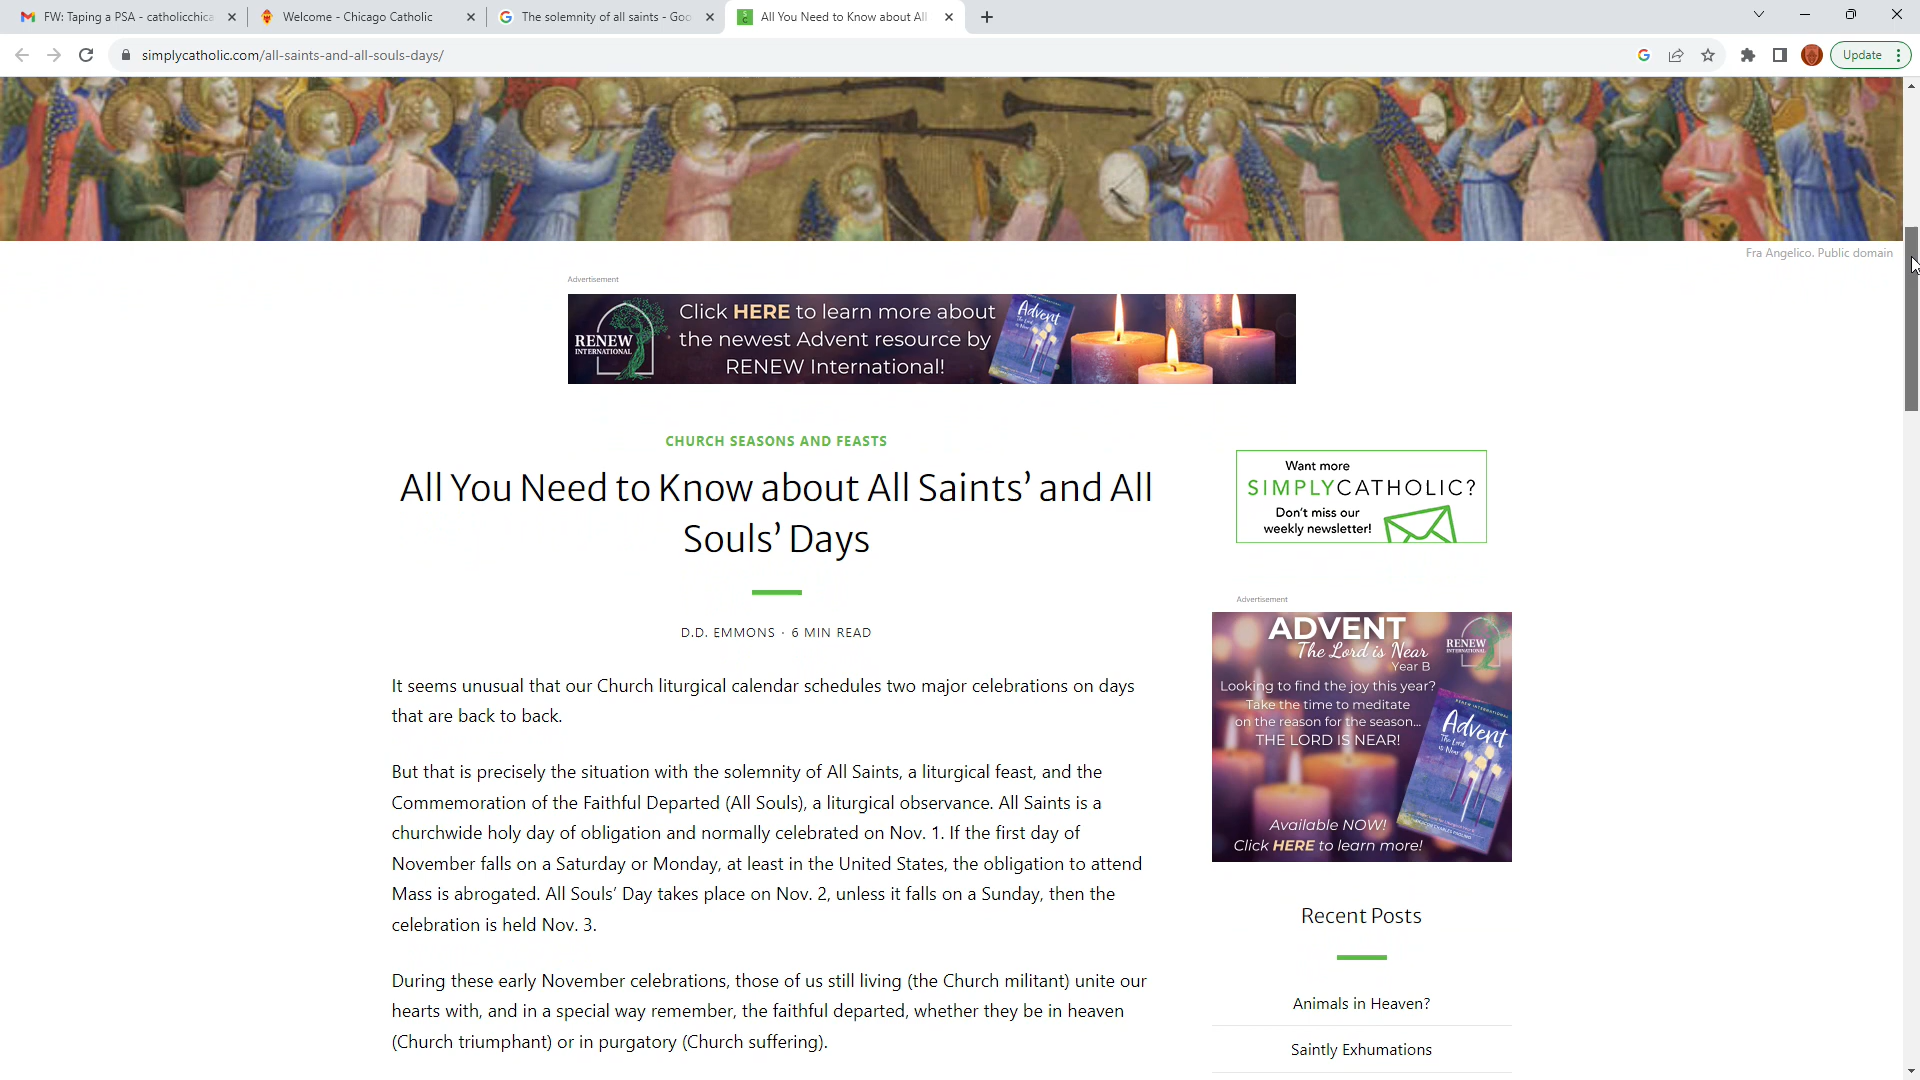 FW: Taping a PSA - catholicchica
Welcome - Chicago Catholic
The solemnity of all saints - Goo
All You Need to Know about All
simplycatholic.com/all-saints-and-all-souls-days/
Update
Fra Angelico. Public domain
Advertisement
RENEW
INTERNATIONAL
Click HERE to learn more about
the newest Advent resource by
RENEW International!
Advent
CHURCH SEASONS AND FEASTS
All You Need to Know about All Saints’ and All
Souls’ Days
D.D. EMMONS · 6 MIN READ
It seems unusual that our Church liturgical calendar schedules two major celebrations on days
that are back to back.
But that is precisely the situation with the solemnity of All Saints, a liturgical feast, and the
Commemoration of the Faithful Departed (All Souls), a liturgical observance. All Saints is a
churchwide holy day of obligation and normally celebrated on Nov. 1. If the first day of
November falls on a Saturday or Monday, at least in the United States, the obligation to attend
Mass is abrogated. All Souls’ Day takes place on Nov. 2, unless it falls on a Sunday, then the
celebration is held Nov. 3.
During these early November celebrations, those of us still living (the Church militant) unite our
hearts with, and in a special way remember, the faithful departed, whether they be in heaven
(Church triumphant) or in purgatory (Church suffering).
Want more
SIMPLYCATHOLIC?
Don’t miss our
weekly newsletter!
Advertisement
ADVENT
The Lord is Near
Year B
RENEW
INTERNATIONAL
Looking to find the joy this year?
Take the time to meditate
on the reason for the season...
THE LORD IS NEAR!
Advent
The Lord
is Near
Available NOW!
Click HERE to learn more!
Recent Posts
Animals in Heaven?
Saintly Exhumations